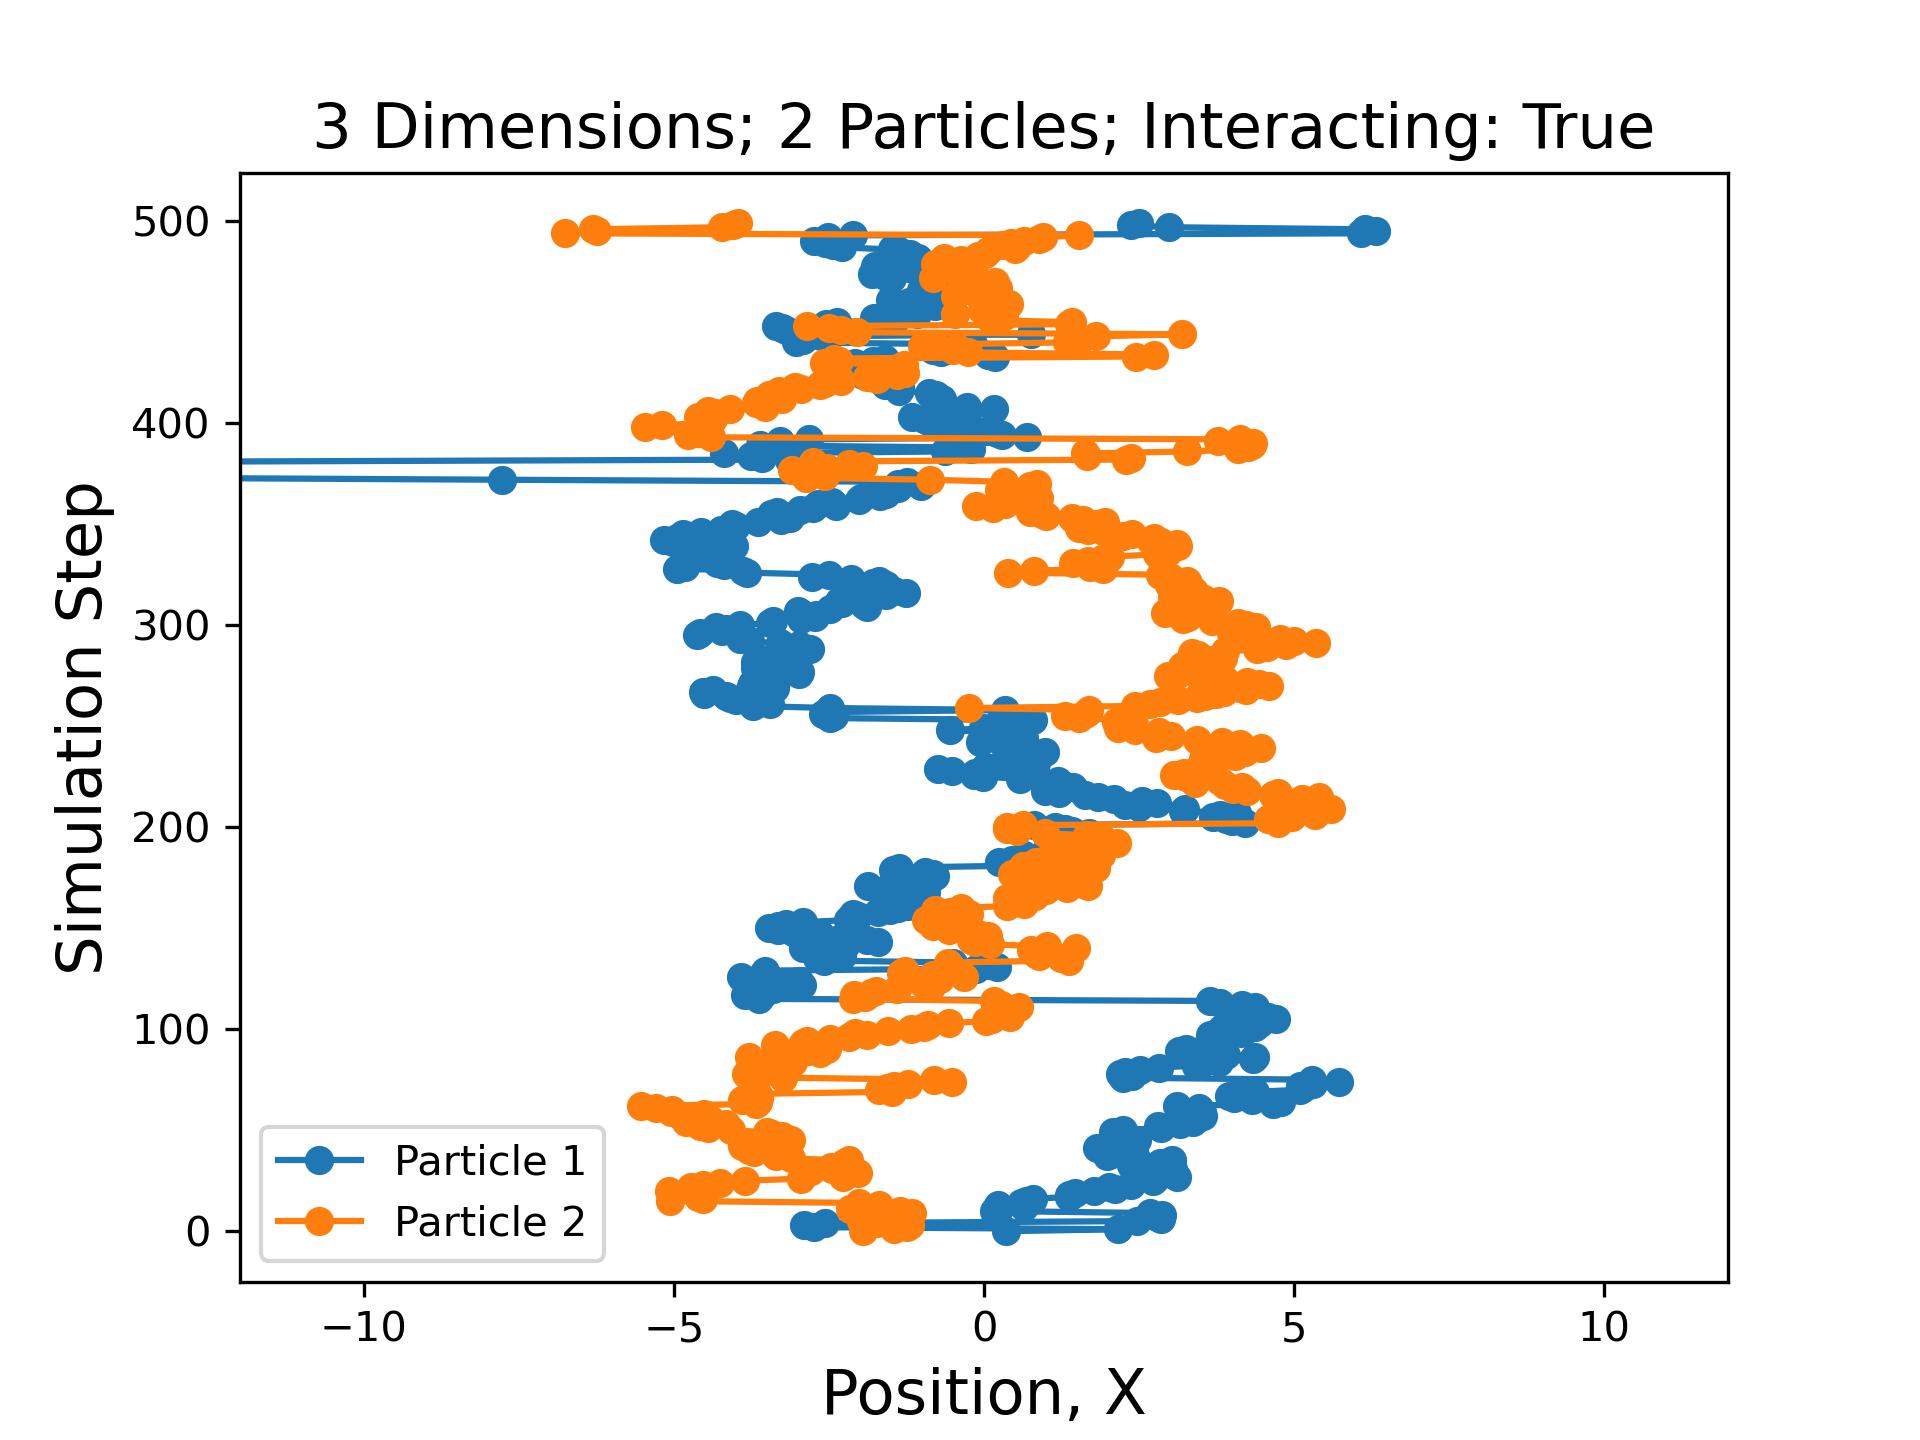 3 Dimensions; 2 Particles; Interacting: True
500
400
300
200
100
0
Simulation Step
Particle 1
Particle 2
−10 −5 0 5 10
Position, X